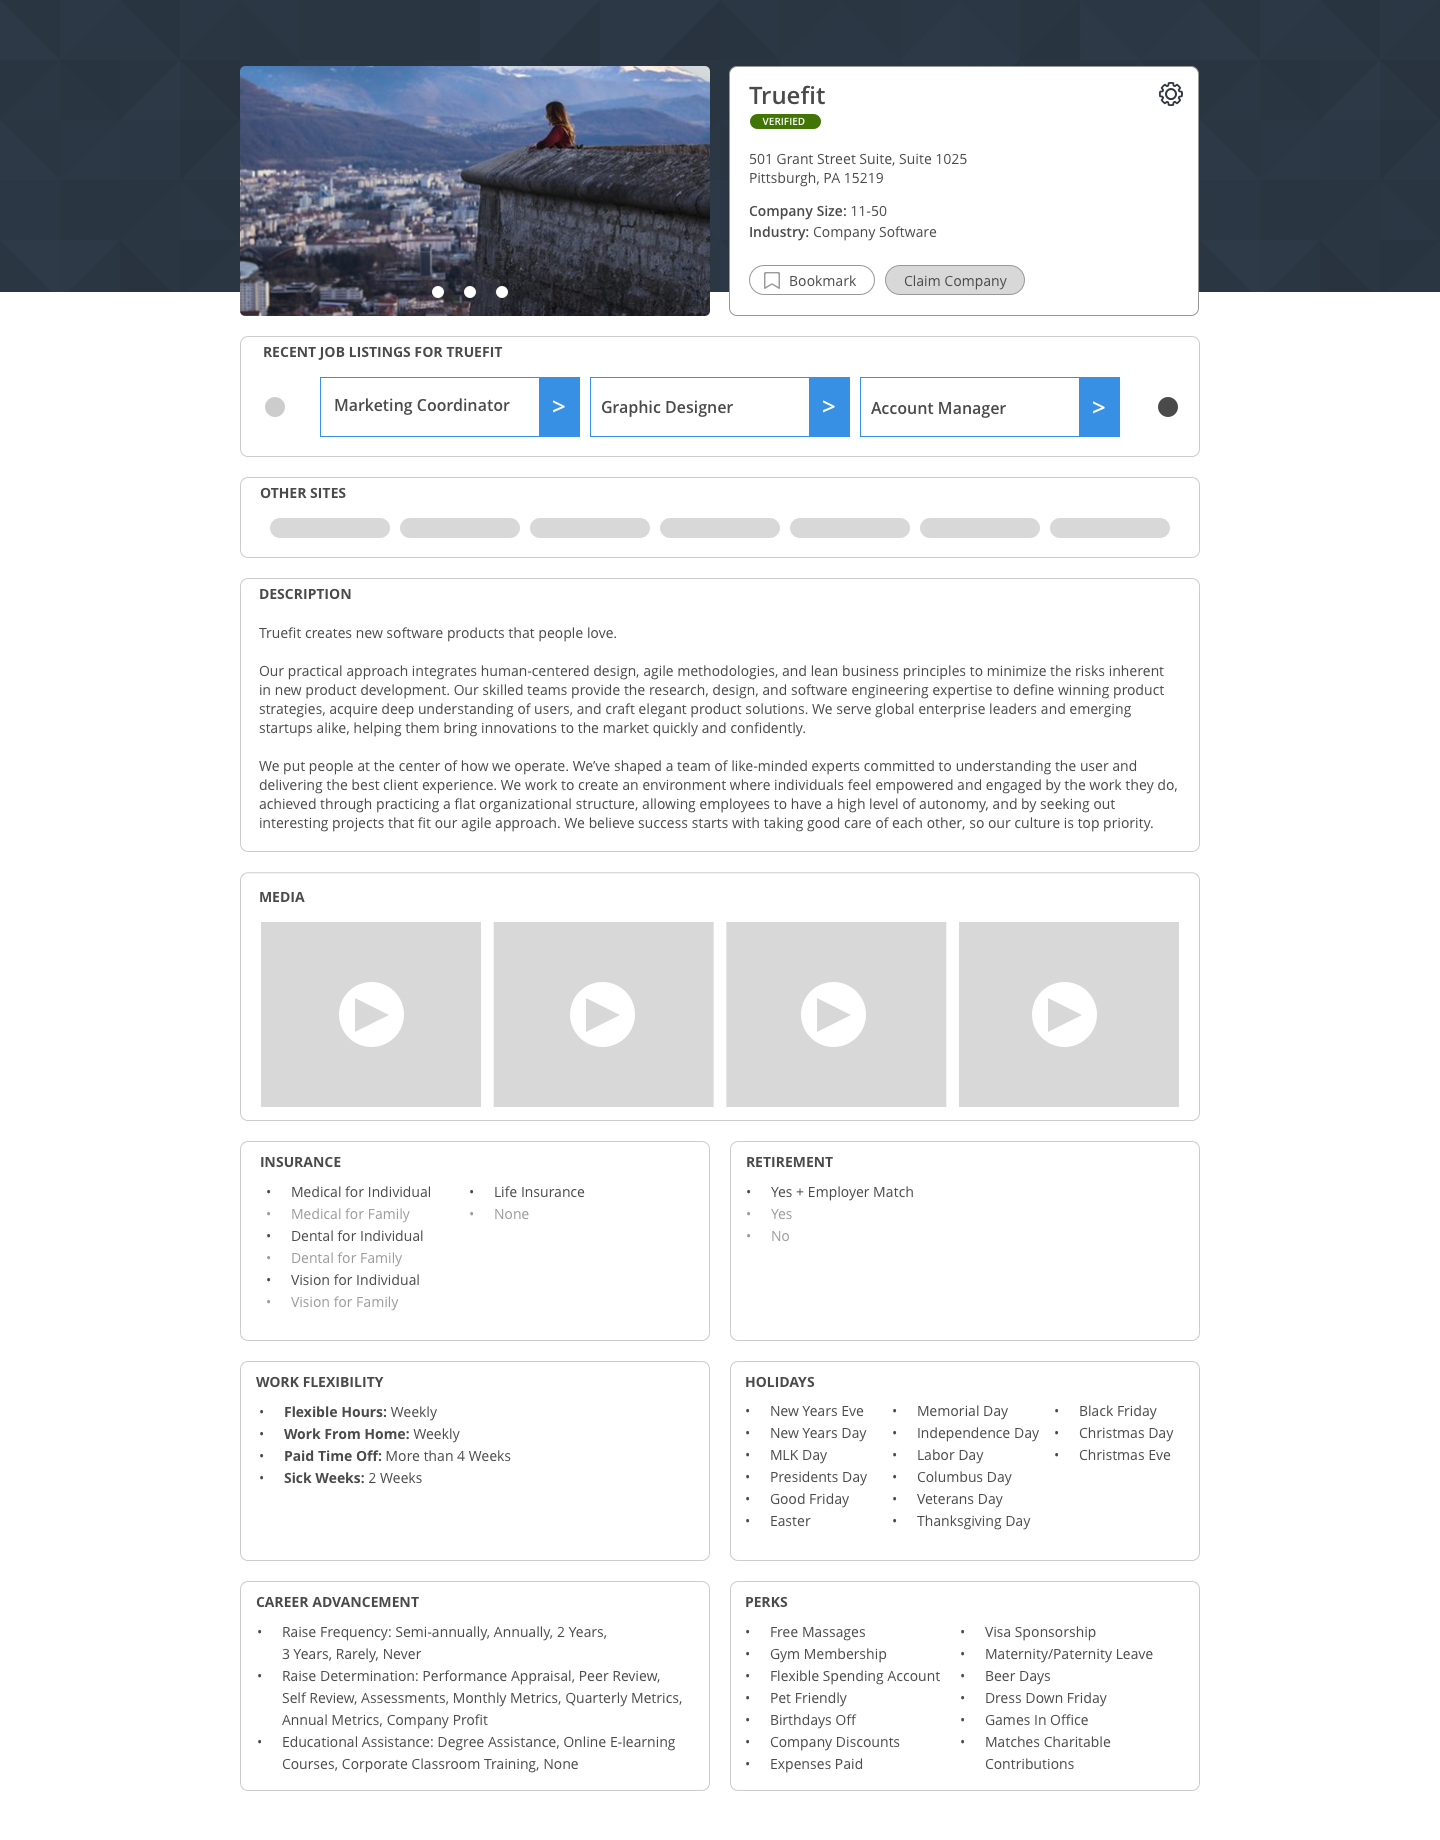 Truefit
VERIFIED
501 Grant Street Suite, Suite 1025
Pittsburgh, PA 15219
Company Size: 11-50
Industry: Company Software
Bookmark
Claim Company
RECENT JOB LISTINGS FOR TRUEFIT
Marketing Coordinator >
Graphic Designer >
Account Manager >
OTHER SITES
DESCRIPTION
Truefit creates new software products that people love.
Our practical approach integrates human-centered design, agile methodologies, and lean business principles to minimize the risks inherent
in new product development. Our skilled teams provide the research, design, and software engineering expertise to define winning product
strategies, acquire deep understanding of users, and craft elegant product solutions. We serve global enterprise leaders and emerging
startups alike, helping them bring innovations to the market quickly and confidently.
We put people at the center of how we operate. We’ve shaped a team of like-minded experts committed to understanding the user and
delivering the best client experience. We work to create an environment where individuals feel empowered and engaged by the work they do,
achieved through practicing a flat organizational structure, allowing employees to have a high level of autonomy, and by seeking out
interesting projects that fit our agile approach. We believe success starts with taking good care of each other, so our culture is top priority.
MEDIA
INSURANCE
• Medical for Individual
• Medical for Family
• Dental for Individual
• Dental for Family
• Vision for Individual
• Vision for Family
• Life Insurance
• None
RETIREMENT
• Yes + Employer Match
• Yes
• No
WORK FLEXIBILITY
• Flexible Hours: Weekly
• Work From Home: Weekly
• Paid Time Off: More than 4 Weeks
• Sick Weeks: 2 Weeks
HOLIDAYS
• New Years Eve
• New Years Day
• MLK Day
• Presidents Day
• Good Friday
• Easter
• Memorial Day
• Independence Day
• Labor Day
• Columbus Day
• Veterans Day
• Thanksgiving Day
• Black Friday
• Christmas Day
• Christmas Eve
CAREER ADVANCEMENT
• Raise Frequency: Semi-annually, Annually, 2 Years,
3 Years, Rarely, Never
• Raise Determination: Performance Appraisal, Peer Review,
Self Review, Assessments, Monthly Metrics, Quarterly Metrics,
Annual Metrics, Company Profit
• Educational Assistance: Degree Assistance, Online E-learning
Courses, Corporate Classroom Training, None
PERKS
• Free Massages
• Gym Membership
• Flexible Spending Account
• Pet Friendly
• Birthdays Off
• Company Discounts
• Expenses Paid
• Visa Sponsorship
• Maternity/Paternity Leave
• Beer Days
• Dress Down Friday
• Games In Office
• Matches Charitable
Contributions